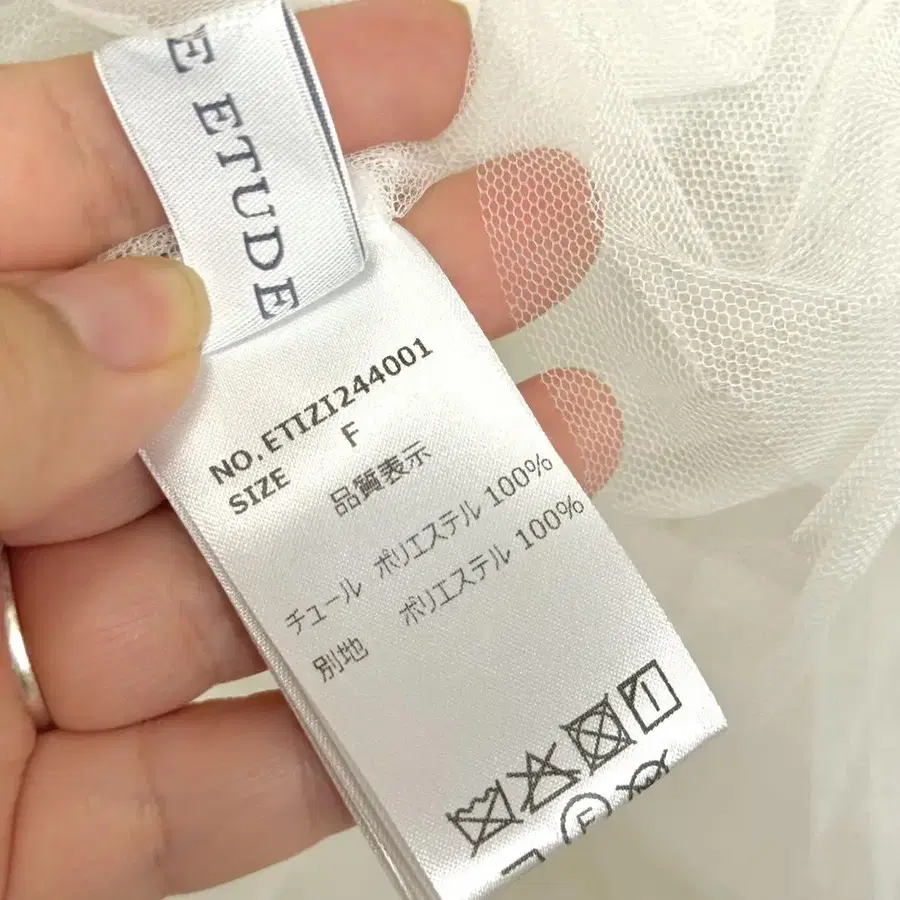 E ETUDE
NO.ETIZI244001
SIZE F
品質表示
チュール ポリエステル 100%
別地 ポリエステル 100%
F